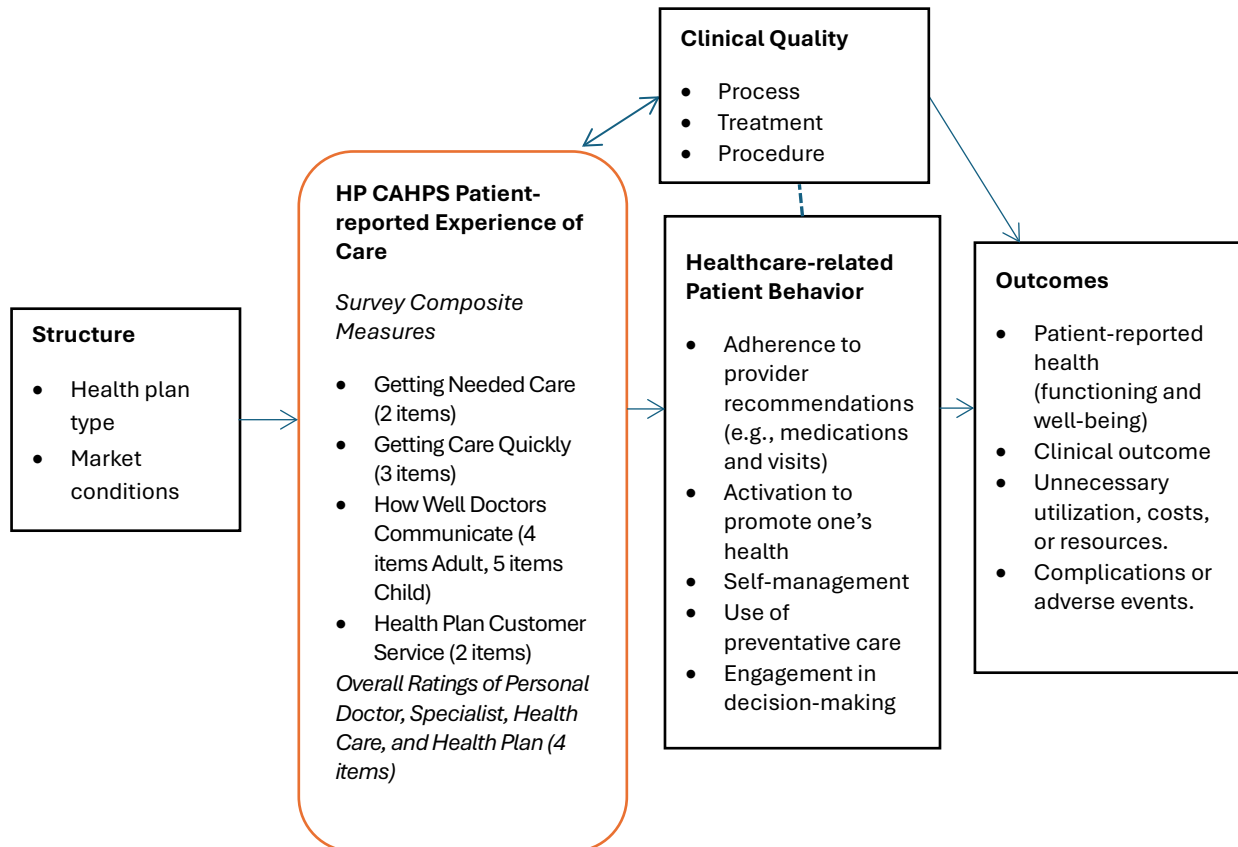 Clinical Quality
• Process
• Treatment
• Procedure
HP CAHPS Patient-
reported Experience of
Care
Survey Composite
Measures
• Getting Needed Care
(2 items)
• Getting Care Quickly
(3 items)
• How Well Doctors
Communicate (4
items Adult, 5 items
Child)
• Health Plan Customer
Service (2 items)
Overall Ratings of Personal
Doctor, Specialist, Health
Care, and Health Plan (4
items)
Structure
• Health plan
type
• Market
conditions
Healthcare-related
Patient Behavior
• Adherence to
provider
recommendations
(e.g., medications
and visits)
• Activation to
promote one’s
health
• Self-management
• Use of
preventative care
• Engagement in
decision-making
Outcomes
• Patient-reported
health
(functioning and
well-being)
• Clinical outcome
• Unnecessary
utilization, costs,
or resources.
• Complications or
adverse events.